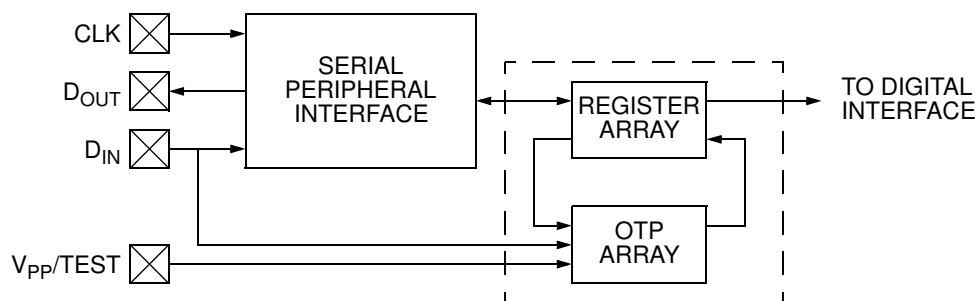 CLK
DOUT
DIN
VPP/TEST
SERIAL
PERIPHERAL
INTERFACE
REGISTER
ARRAY
OTP
ARRAY
TO DIGITAL
INTERFACE